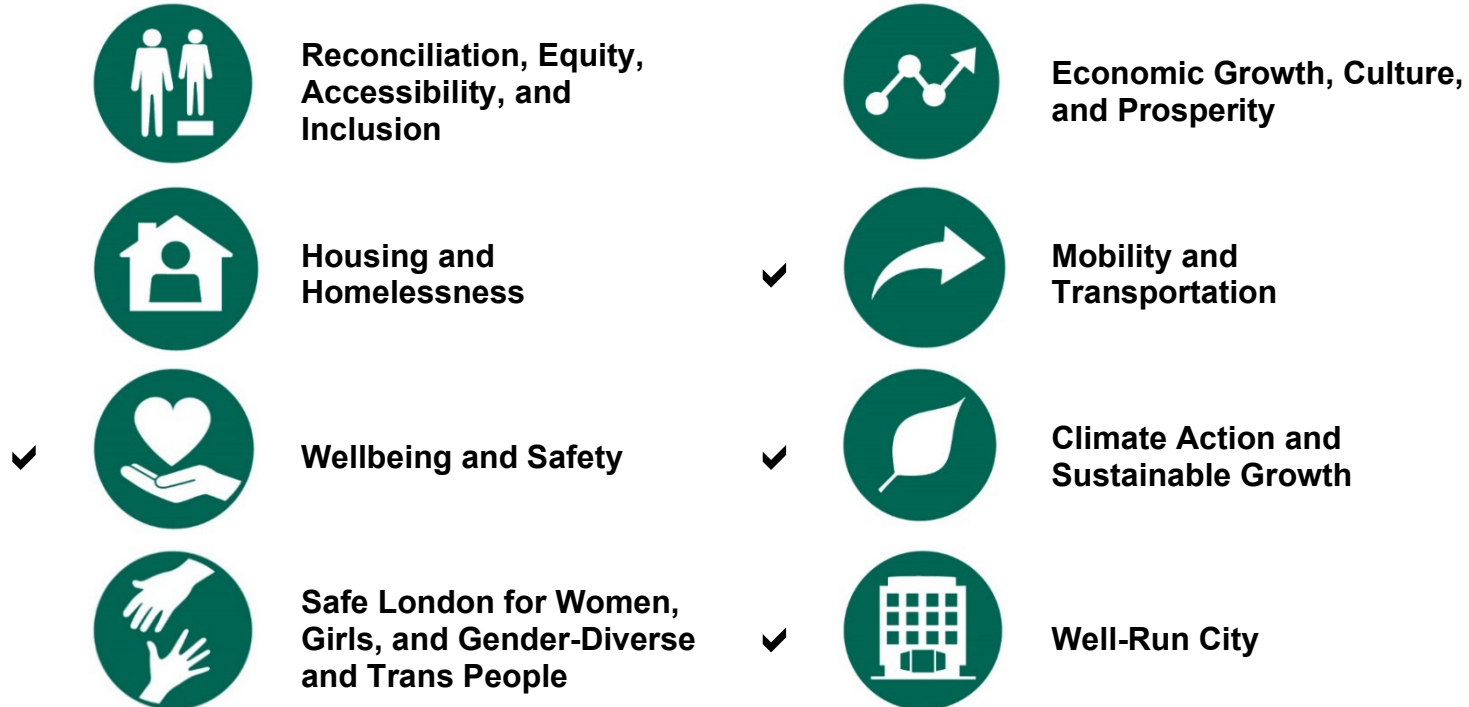 Reconciliation, Equity,
Accessibility, and
Inclusion
Economic Growth, Culture,
and Prosperity
Housing and
Homelessness
✔ Mobility and
Transportation
✔ Wellbeing and Safety
✔ Climate Action and
Sustainable Growth
Safe London for Women,
Girls, and Gender-Diverse
and Trans People
✔ Well-Run City